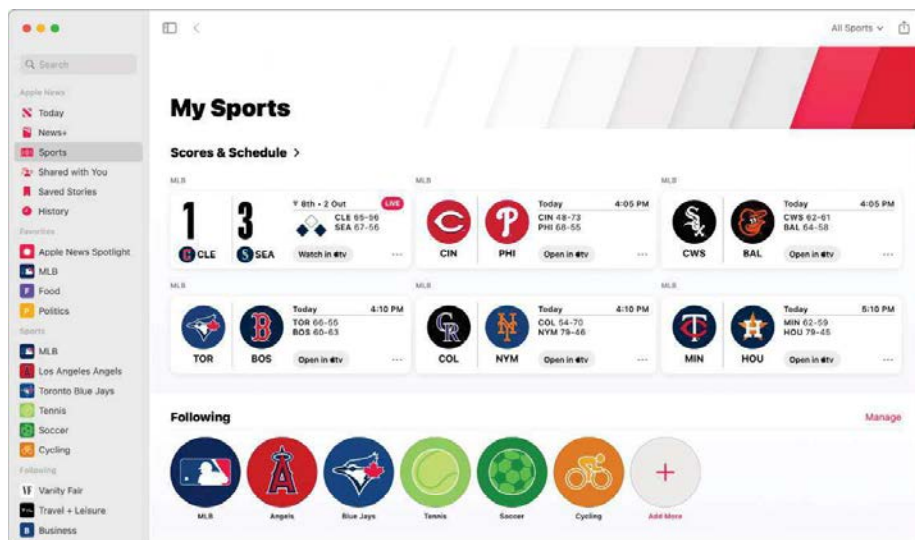 All Sports
Search
Apple News
Today
News+
Sports
Shared with You
Saved Stories
History
Favorites
Apple News Spotlight
MLB
Food
Politics
Sports
MLB
Los Angeles Angels
Toronto Blue Jays
Tennis
Soccer
Cycling
Following
Vanity Fair
Travel + Leisure
Business
My Sports
Scores & Schedule >
MLB
1 3
CLE SEA
8th • 2 Out LIVE
CLE 65-56
SEA 67-56
Watch in tv
MLB
CIN PHI
Today 4:05 PM
CIN 48-73
PHI 68-55
Open in tv
MLB
CWS BAL
Today 4:05 PM
CWS 62-61
BAL 64-58
Open in tv
MLB
TOR BOS
Today 4:10 PM
TOR 66-55
BOS 60-63
Open in tv
MLB
COL NYM
Today 4:10 PM
COL 54-70
NYM 79-46
Open in tv
MLB
MIN HOU
Today 5:10 PM
MIN 62-59
HOU 79-45
Open in tv
Following Manage
MLB Angels Blue Jays Tennis Soccer Cycling Add More